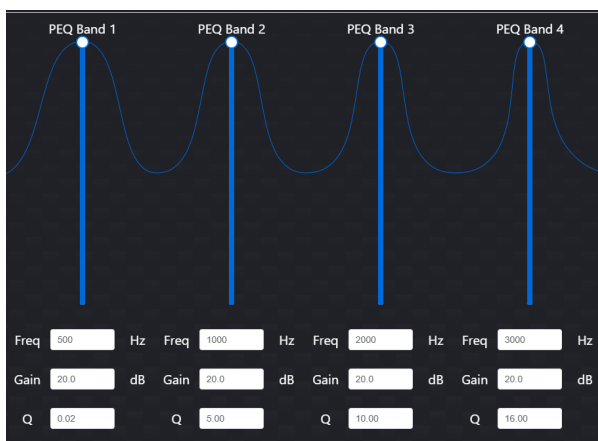 PEQ Band 1 PEQ Band 2 PEQ Band 3 PEQ Band 4
Freq 500 Hz Freq 1000 Hz Freq 2000 Hz Freq 3000 Hz
Gain 20.0 dB Gain 20.0 dB Gain 20.0 dB Gain 20.0 dB
Q 0.02 Q 5.00 Q 10.00 Q 16.00